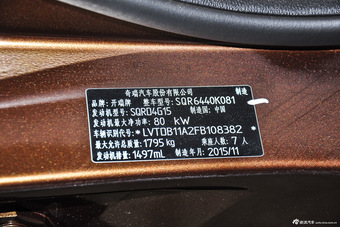 奇瑞汽车股份有限公司 制造
品牌：开瑞牌 整车型号：SQR6440K081
发动机型号：SQRD4G15 制造国：中国
发动机最大净功率：80 KW
车辆识别代号：*LVTDB11A2FB108382*
最大允许总质量：1795kg 乘坐人数：7人
发动机排量：1497mL 制造年月：2015/11